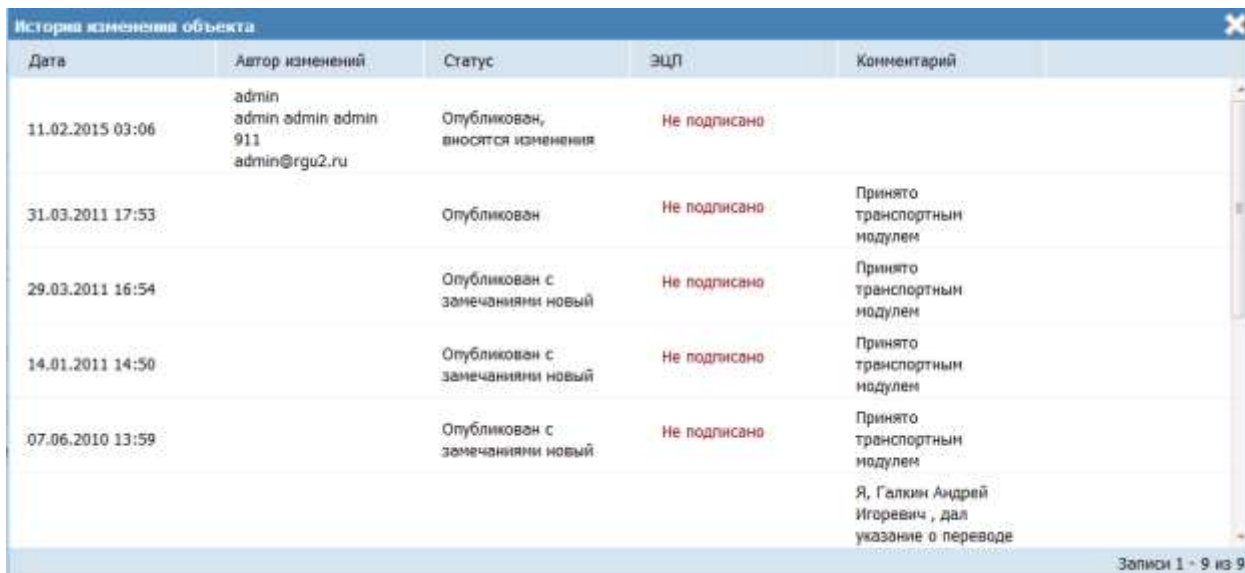 История изменения объекта
Дата Автор изменений Статус ЭЦП Комментарий
11.02.2015 03:06
admin
admin admin admin
911
admin@rgu2.ru
Опубликован,
вносятся изменения
Не подписано
31.03.2011 17:53
Опубликован
Не подписано
Принято
транспортным
модулем
29.03.2011 16:54
Опубликован с
замечаниями новый
Не подписано
Принято
транспортным
модулем
14.01.2011 14:50
Опубликован с
замечаниями новый
Не подписано
Принято
транспортным
модулем
07.06.2010 13:59
Опубликован с
замечаниями новый
Не подписано
Принято
транспортным
модулем
Я, Галкин Андрей
Игоревич , дал
указание о переводе
Записи 1 - 9 из 9